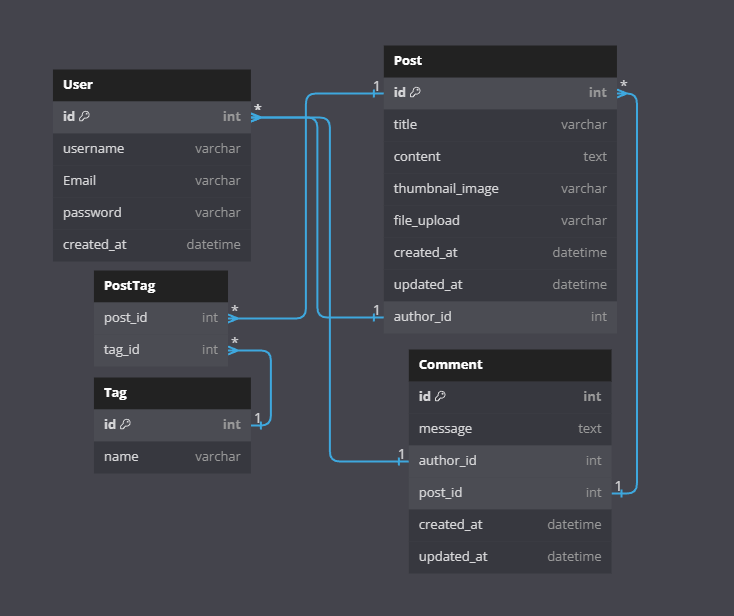 User
id int
username varchar
Email varchar
password varchar
created_at datetime
*
PostTag
post_id int
tag_id int
*
*
Tag
id int
name varchar
1
Post
id int
title varchar
content text
thumbnail_image varchar
file_upload varchar
created_at datetime
updated_at datetime
author_id int
1
*
1
Comment
id int
message text
author_id int
post_id int
created_at datetime
updated_at datetime
1
1